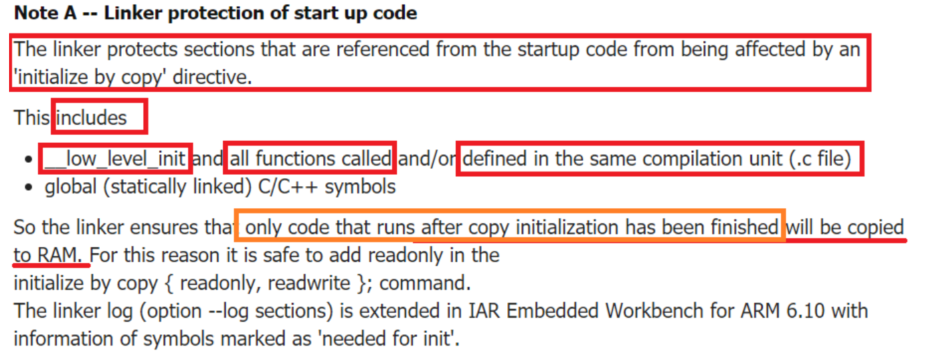 Note A -- Linker protection of start up code
The linker protects sections that are referenced from the startup code from being affected by an
'initialize by copy' directive.
This includes
• __low_level_init and all functions called and/or defined in the same compilation unit (.c file)
• global (statically linked) C/C++ symbols
So the linker ensures that only code that runs after copy initialization has been finished will be copied
to RAM. For this reason it is safe to add readonly in the
initialize by copy { readonly, readwrite }; command.
The linker log (option --log sections) is extended in IAR Embedded Workbench for ARM 6.10 with
information of symbols marked as 'needed for init'.